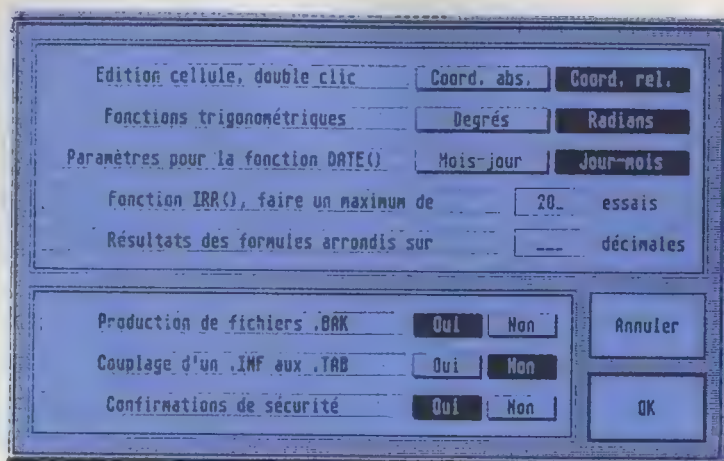 Edition cellule, double clic Coord. abs. Coord. rel.
Fonctions trigonométriques Degrés Radians
Paramètres pour la fonction DATE() Mois-jour Jour-mois
Fonction IRR(), faire un maximum de 20_ essais
Résultats des formules arrondis sur ___ décimales
Production de fichiers .BAK Oui Non
Couplage d'un .INF aux .TAB Oui Non
Confirmations de sécurité Oui Non
Annuler
OK